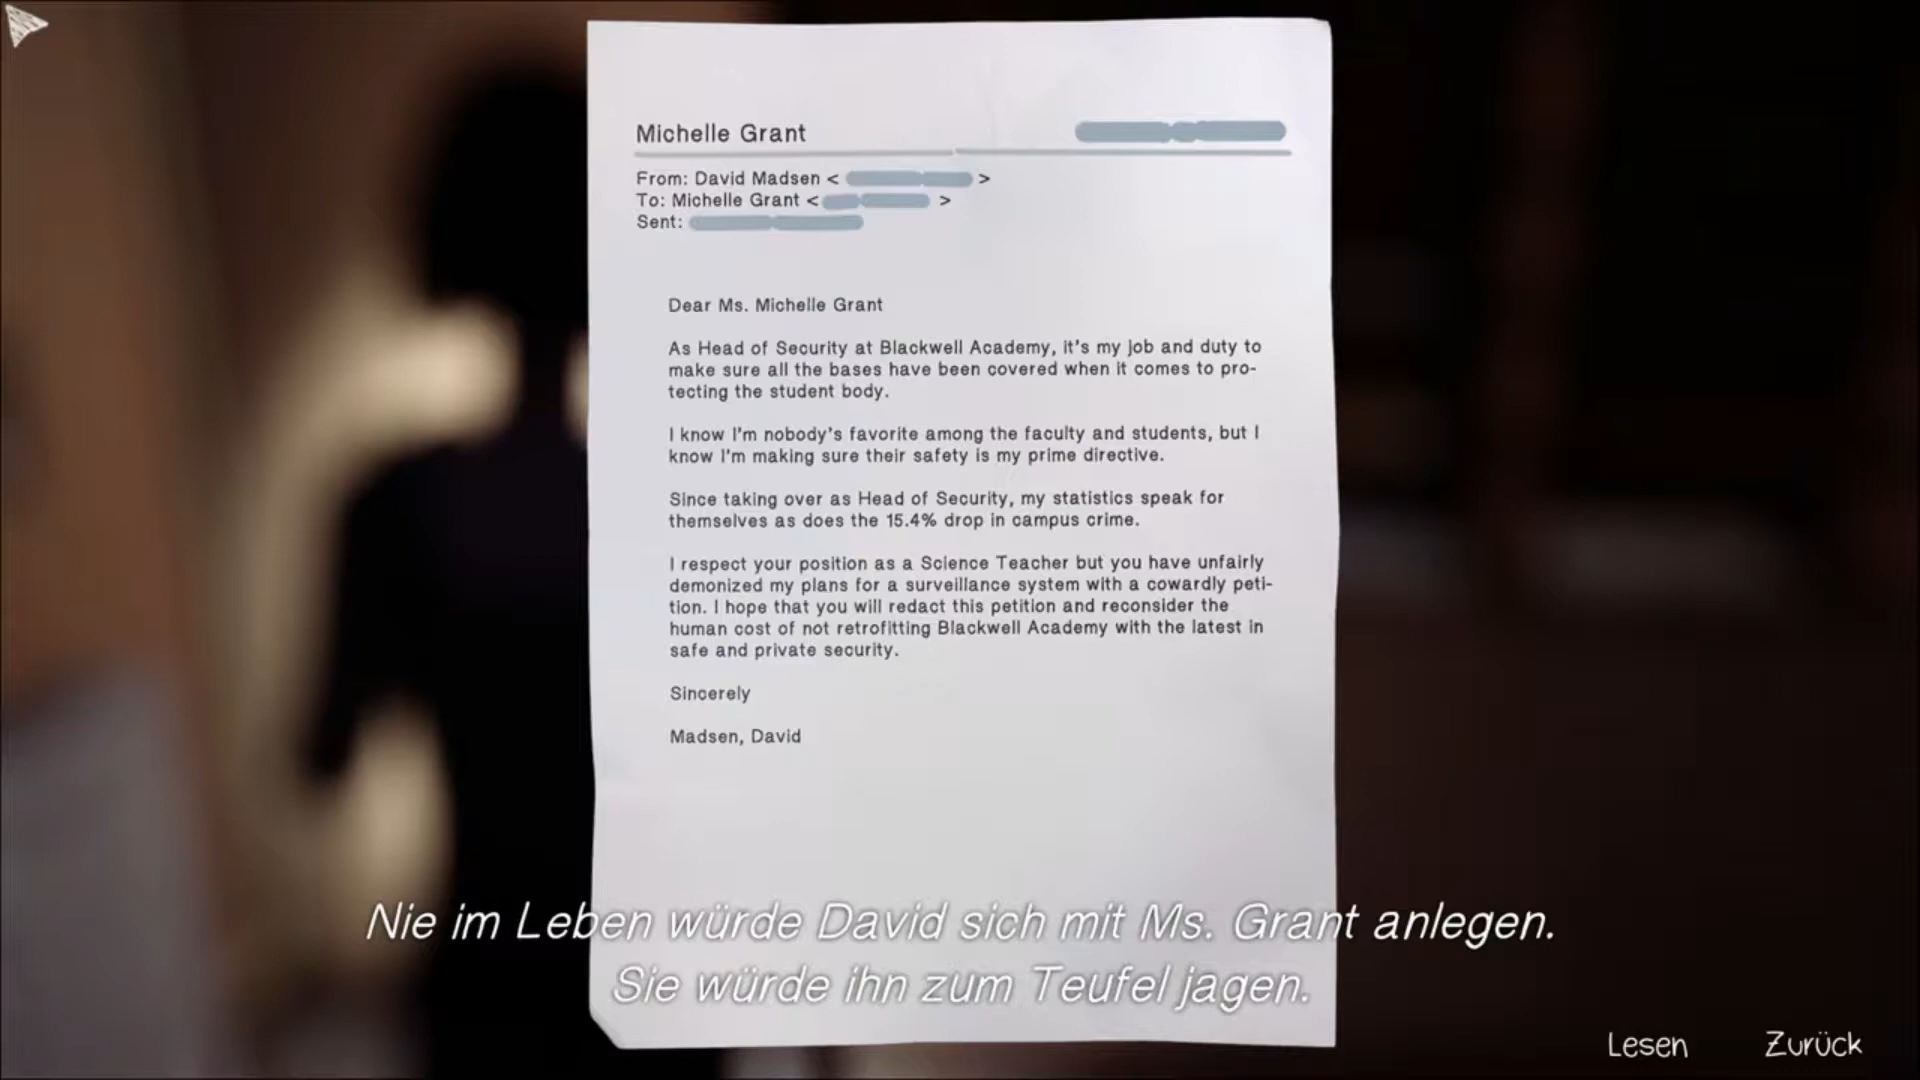 Michelle Grant
From: David Madsen < >
To: Michelle Grant < >
Sent:
Dear Ms. Michelle Grant
As Head of Security at Blackwell Academy, it's my job and duty to
make sure all the bases have been covered when it comes to pro-
tecting the student body.
I know I'm nobody's favorite among the faculty and students, but I
know I'm making sure their safety is my prime directive.
Since taking over as Head of Security, my statistics speak for
themselves as does the 15.4% drop in campus crime.
I respect your position as a Science Teacher but you have unfairly
demonized my plans for a surveillance system with a cowardly peti-
tion. I hope that you will redact this petition and reconsider the
human cost of not retrofitting Blackwell Academy with the latest in
safe and private security.
Sincerely
Madsen, David
Nie im Leben würde David sich mit Ms. Grant anlegen.
Sie würde ihn zum Teufel jagen.
Lesen Zurück